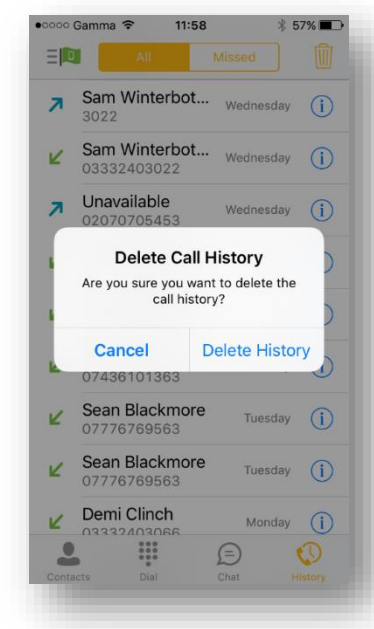 Gamma 11:58 57%
0 All Missed
Sam Winterbot... Wednesday
3022
Sam Winterbot... Wednesday
03332403022
Unavailable Wednesday
02070705453
Delete Call History
Are you sure you want to delete the
call history?
Cancel Delete History
07436101363
Sean Blackmore Tuesday
07776769563
Sean Blackmore Tuesday
07776769563
Demi Clinch Monday
03332403066
Contacts Dial Chat History